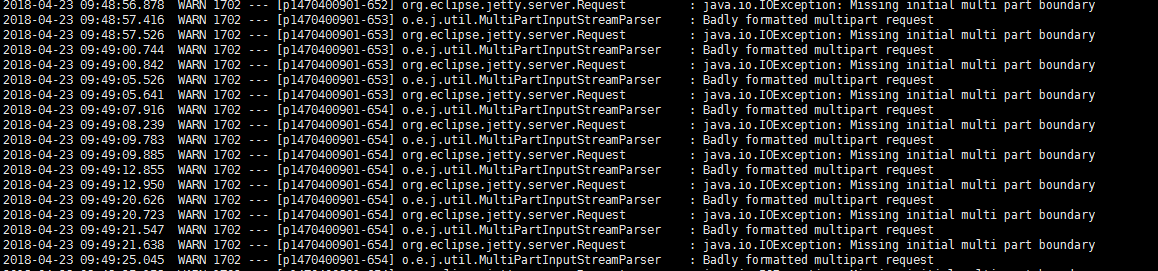 2018-04-23 09:48:56.878  WARN 1702 --- [p1470400901-652] org.eclipse.jetty.server.Request         : java.io.IOException: Missing initial multi part boundary
2018-04-23 09:48:57.416  WARN 1702 --- [p1470400901-653] o.e.j.util.MultiPartInputStreamParser    : Badly formatted multipart request
2018-04-23 09:48:57.526  WARN 1702 --- [p1470400901-653] org.eclipse.jetty.server.Request         : java.io.IOException: Missing initial multi part boundary
2018-04-23 09:49:00.744  WARN 1702 --- [p1470400901-653] o.e.j.util.MultiPartInputStreamParser    : Badly formatted multipart request
2018-04-23 09:49:00.842  WARN 1702 --- [p1470400901-653] org.eclipse.jetty.server.Request         : java.io.IOException: Missing initial multi part boundary
2018-04-23 09:49:05.526  WARN 1702 --- [p1470400901-653] o.e.j.util.MultiPartInputStreamParser    : Badly formatted multipart request
2018-04-23 09:49:05.641  WARN 1702 --- [p1470400901-653] org.eclipse.jetty.server.Request         : java.io.IOException: Missing initial multi part boundary
2018-04-23 09:49:07.916  WARN 1702 --- [p1470400901-654] o.e.j.util.MultiPartInputStreamParser    : Badly formatted multipart request
2018-04-23 09:49:08.239  WARN 1702 --- [p1470400901-654] org.eclipse.jetty.server.Request         : java.io.IOException: Missing initial multi part boundary
2018-04-23 09:49:09.783  WARN 1702 --- [p1470400901-654] o.e.j.util.MultiPartInputStreamParser    : Badly formatted multipart request
2018-04-23 09:49:09.885  WARN 1702 --- [p1470400901-654] org.eclipse.jetty.server.Request         : java.io.IOException: Missing initial multi part boundary
2018-04-23 09:49:12.855  WARN 1702 --- [p1470400901-654] o.e.j.util.MultiPartInputStreamParser    : Badly formatted multipart request
2018-04-23 09:49:12.950  WARN 1702 --- [p1470400901-654] org.eclipse.jetty.server.Request         : java.io.IOException: Missing initial multi part boundary
2018-04-23 09:49:20.626  WARN 1702 --- [p1470400901-654] o.e.j.util.MultiPartInputStreamParser    : Badly formatted multipart request
2018-04-23 09:49:20.723  WARN 1702 --- [p1470400901-654] org.eclipse.jetty.server.Request         : java.io.IOException: Missing initial multi part boundary
2018-04-23 09:49:21.547  WARN 1702 --- [p1470400901-654] o.e.j.util.MultiPartInputStreamParser    : Badly formatted multipart request
2018-04-23 09:49:21.638  WARN 1702 --- [p1470400901-654] org.eclipse.jetty.server.Request         : java.io.IOException: Missing initial multi part boundary
2018-04-23 09:49:25.045  WARN 1702 --- [p1470400901-654] o.e.j.util.MultiPartInputStreamParser    : Badly formatted multipart request